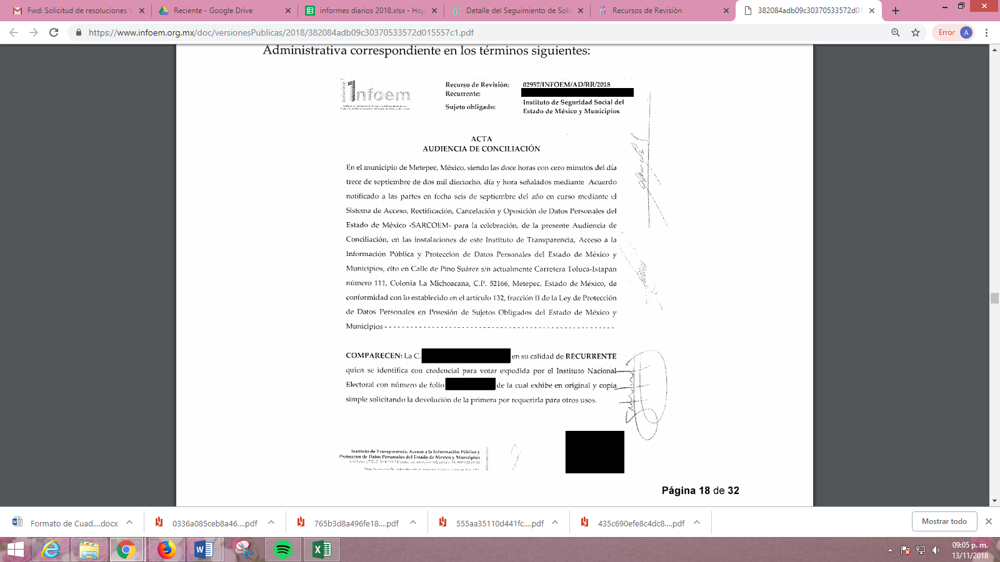 Fwd: Solicitud de resoluciones V
Reciente - Google Drive
informes diarios 2018.xlsx - Hoja
Detalle del Seguimiento de Solic
Recursos de Revisión
382084adb09c30370533572d01
https://www.infoem.org.mx/doc/versionesPublicas/2018/382084adb09c30370533572d015557c1.pdf
Error
A
Administrativa correspondiente en los términos siguientes:
infoem
Recurso de Revisión: 02957/INFOEM/AD/RR/2018
Recurrente:
Sujeto obligado: Instituto de Seguridad Social del
Estado de México y Municipios
ACTA
AUDIENCIA DE CONCILIACIÓN
En el municipio de Metepec, México, siendo las doce horas con cero minutos del día
trece de septiembre de dos mil dieciocho, día y hora señalados mediante Acuerdo
notificado a las partes en fecha seis de septiembre del año en curso mediante el
Sistema de Acceso, Rectificación, Cancelación y Oposición de Datos Personales del
Estado de México -SARCOEM- para la celebración, de la presente Audiencia de
Conciliación, en las instalaciones de este Instituto de Transparencia, Acceso a la
Información Pública y Protección de Datos Personales del Estado de México y
Municipios, cito en Calle de Pino Suárez s/n actualmente Carretera Toluca-Ixtapan
número 111, Colonia La Michoacana, C.P. 52166, Metepec, Estado de México, de
conformidad con lo establecido en el artículo 132, fracción II de la Ley de Protección
de Datos Personales en Posesión de Sujetos Obligados del Estado de México y
Municipios - - - - - - - - - - - - - - - - - - - - - - - - - - - - - - - - - - - - - - - - - - - - - - - -
COMPARECEN: La C. en su calidad de RECURRENTE
quien se identifica con credencial para votar expedida por el Instituto Nacional
Electoral con número de folio de la cual exhibe en original y copia
simple solicitando la devolución de la primera por requerirla para otros usos.
Instituto de Transparencia, Acceso a la Información Pública y
Protección de Datos Personales del Estado de México y Municipios
Página 18 de 32
Formato de Cuad....docx
0336a085ceb8a46....pdf
765b3d8a496fe18....pdf
555aa35110d441fc....pdf
435c690efe8c4dc8....pdf
Mostrar todo
09:05 p. m.
13/11/2018